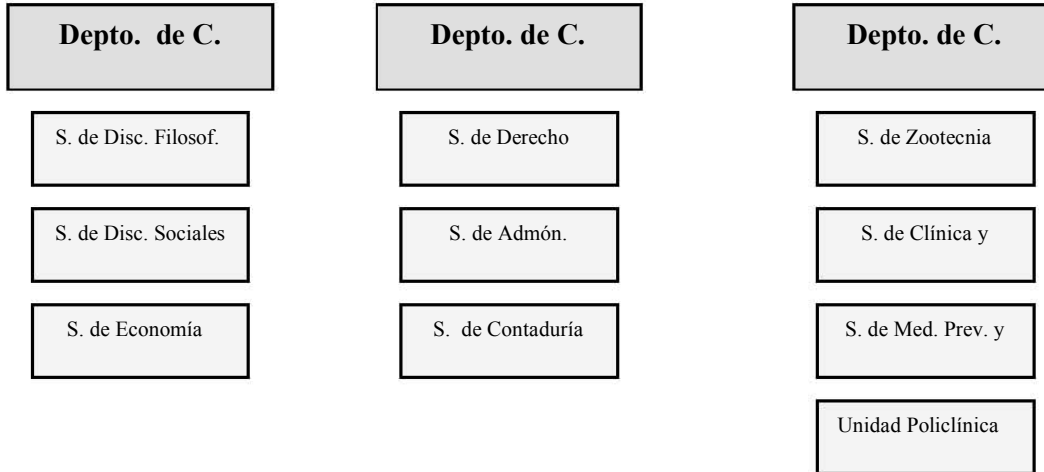 Depto. de C.
S. de Disc. Filosof.
S. de Disc. Sociales
S. de Economía
Depto. de C.
S. de Derecho
S. de Admón.
S. de Contaduría
Depto. de C.
S. de Zootecnia
S. de Clínica y
S. de Med. Prev. y
Unidad Policlínica